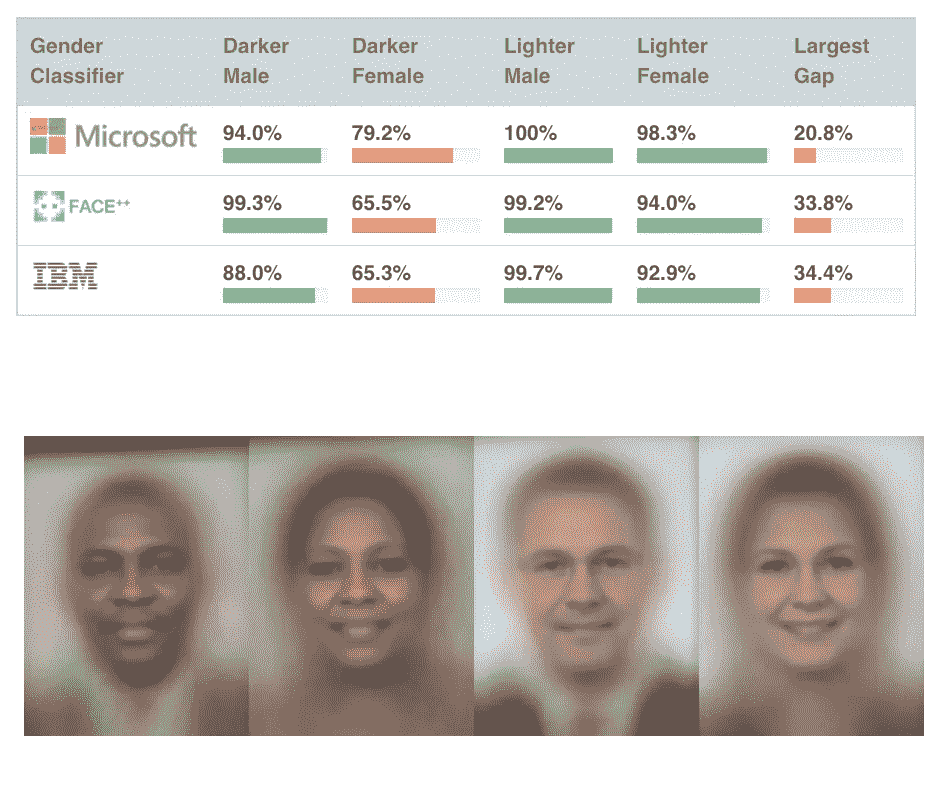 Gender Classifier Darker Male Darker Female Lighter Male Lighter Female Largest Gap
Microsoft 94.0% 79.2% 100% 98.3% 20.8%
FACE++ 99.3% 65.5% 99.2% 94.0% 33.8%
IBM 88.0% 65.3% 99.7% 92.9% 34.4%